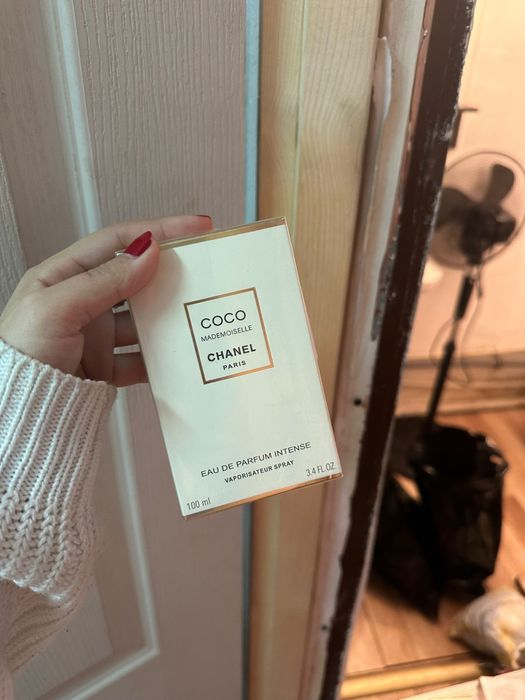 COCO
MADEMOISELLE
CHANEL
PARIS
EAU DE PARFUM INTENSE
VAPORISATEUR SPRAY
100 ml 3.4 FL.OZ.